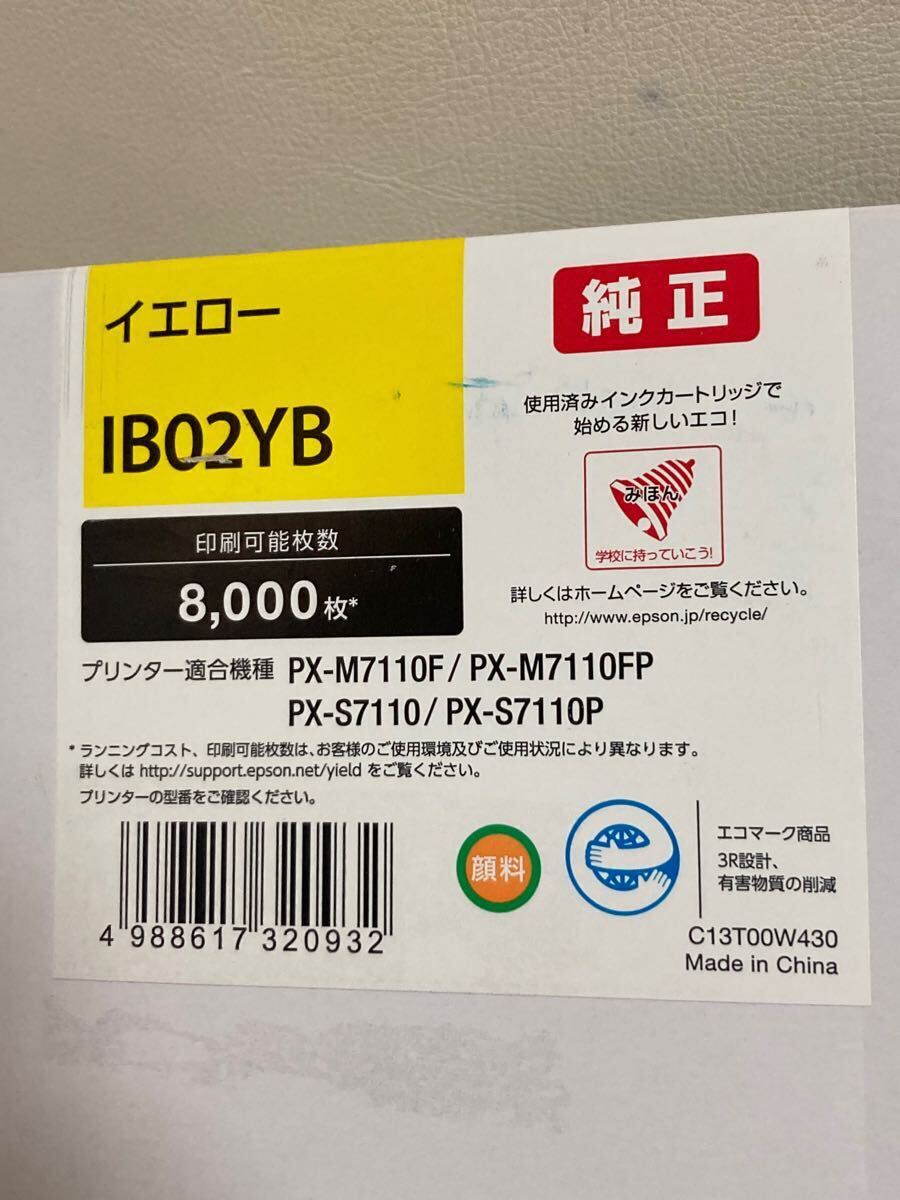 イエロー
IB02YB
印刷可能枚数
8,000枚*
純正
使用済みインクカートリッジで
始める新しいエコ!
みほん
学校に持っていこう!
詳しくはホームページをご覧ください。
http://www.epson.jp/recycle/
プリンター適合機種 PX-M7110F/ PX-M7110FP
PX-S7110/ PX-S7110P
* ランニングコスト、印刷可能枚数は、お客様のご使用環境及びご使用状況により異なります。
詳しくは http://support.epson.net/yield をご覧ください。
プリンターの型番をご確認ください。
4 988617 320932
顔料
エコマーク商品
3R設計、
有害物質の削減
C13T00W430
Made in China